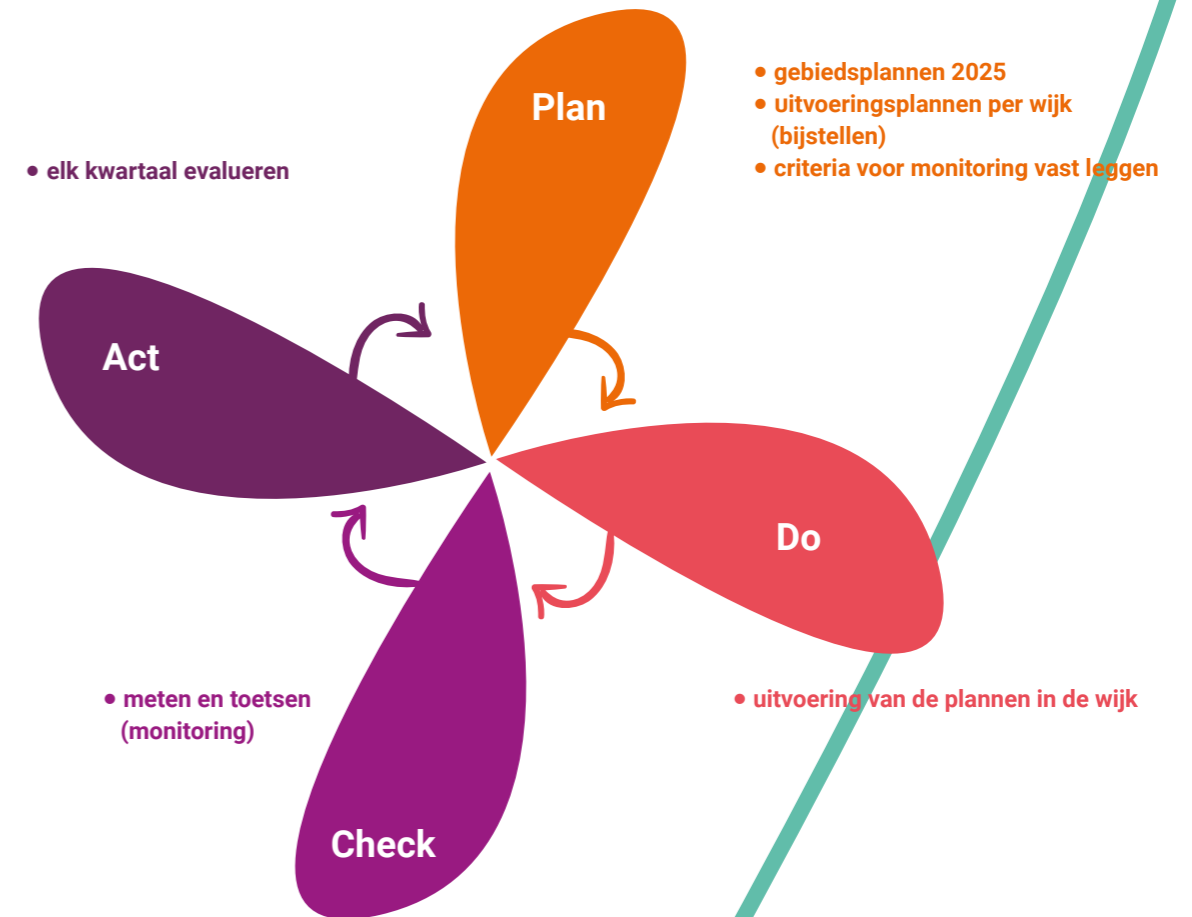 Plan
• gebiedsplannen 2025
• uitvoeringsplannen per wijk
(bijstellen)
• criteria voor monitoring vast leggen
• elk kwartaal evalueren
Act
Do
• meten en toetsen
(monitoring)
• uitvoering van de plannen in de wijk
Check